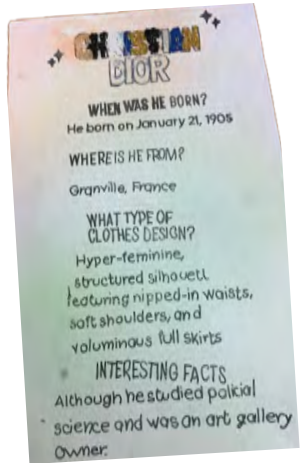 CHRISTIAN
DIOR
WHEN WAS HE BORN?
He born on January 21, 1905
WHERE IS HE FROM?
Granville, France
WHAT TYPE OF
CLOTHES DESIGN?
Hyper-feminine,
structured silhouett
featuring nipped-in waists,
soft shoulders, and
voluminous full skirts
INTERESTING FACTS
Although he studied political
science and was an art gallery
owner.